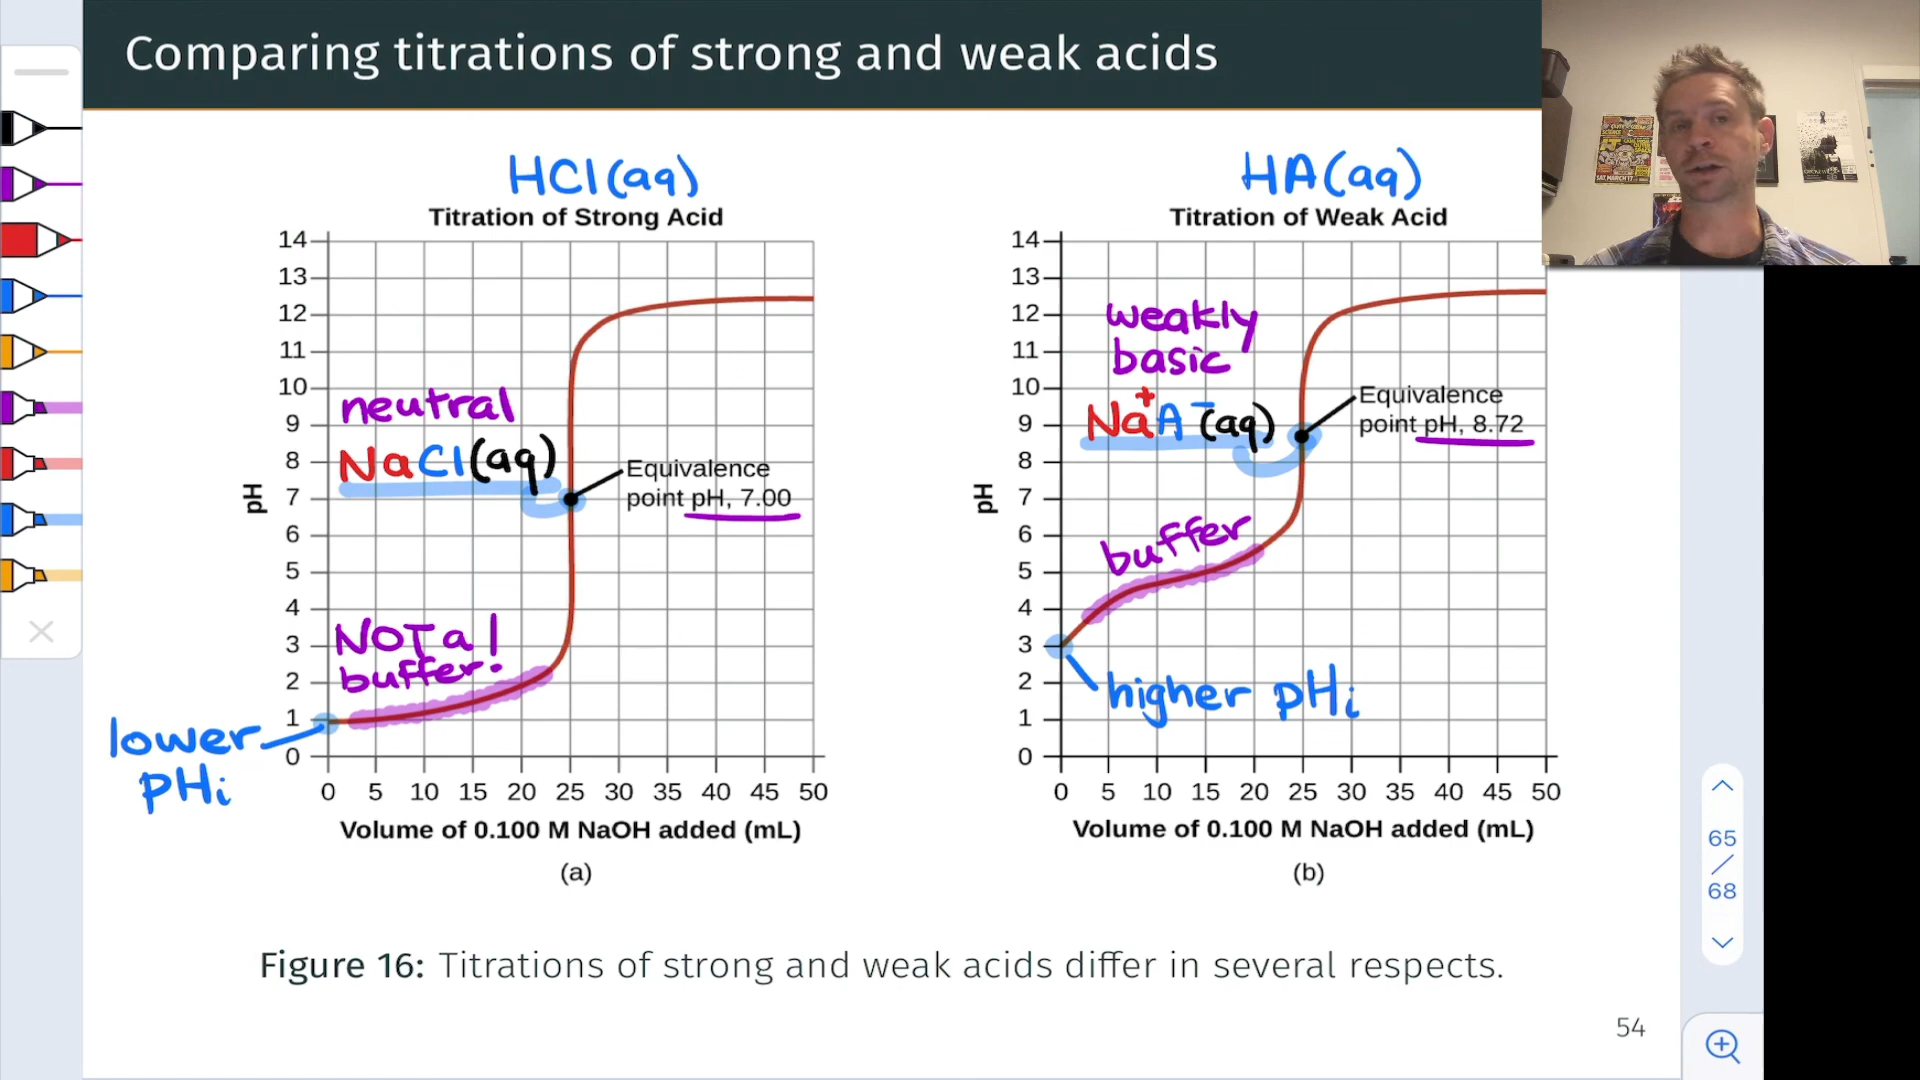 Comparing titrations of strong and weak acids
HCl(aq)
Titration of Strong Acid
14
13
12
11
10
9
8
7
6
5
4
3
2
1
0
pH
neutral
NaCl(aq)
Equivalence
point pH, 7.00
NOT a
buffer!
lower
pHi
0 5 10 15 20 25 30 35 40 45 50
Volume of 0.100 M NaOH added (mL)
(a)
HA(aq)
Titration of Weak Acid
14
13
12
11
10
9
8
7
6
5
4
3
2
1
0
pH
weakly
basic
Na⁺A⁻(aq)
Equivalence
point pH, 8.72
buffer
higher pHi
0 5 10 15 20 25 30 35 40 45 50
Volume of 0.100 M NaOH added (mL)
(b)
Figure 16: Titrations of strong and weak acids differ in several respects.
54
65
/
68